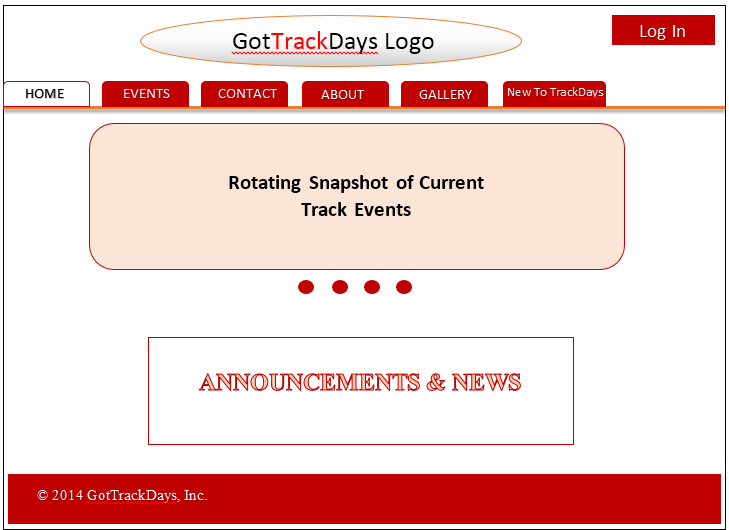 GotTrackDays Logo
Log In
HOME
EVENTS
CONTACT
ABOUT
GALLERY
New To TrackDays
Rotating Snapshot of Current
Track Events
ANNOUNCEMENTS & NEWS
© 2014 GotTrackDays, Inc.